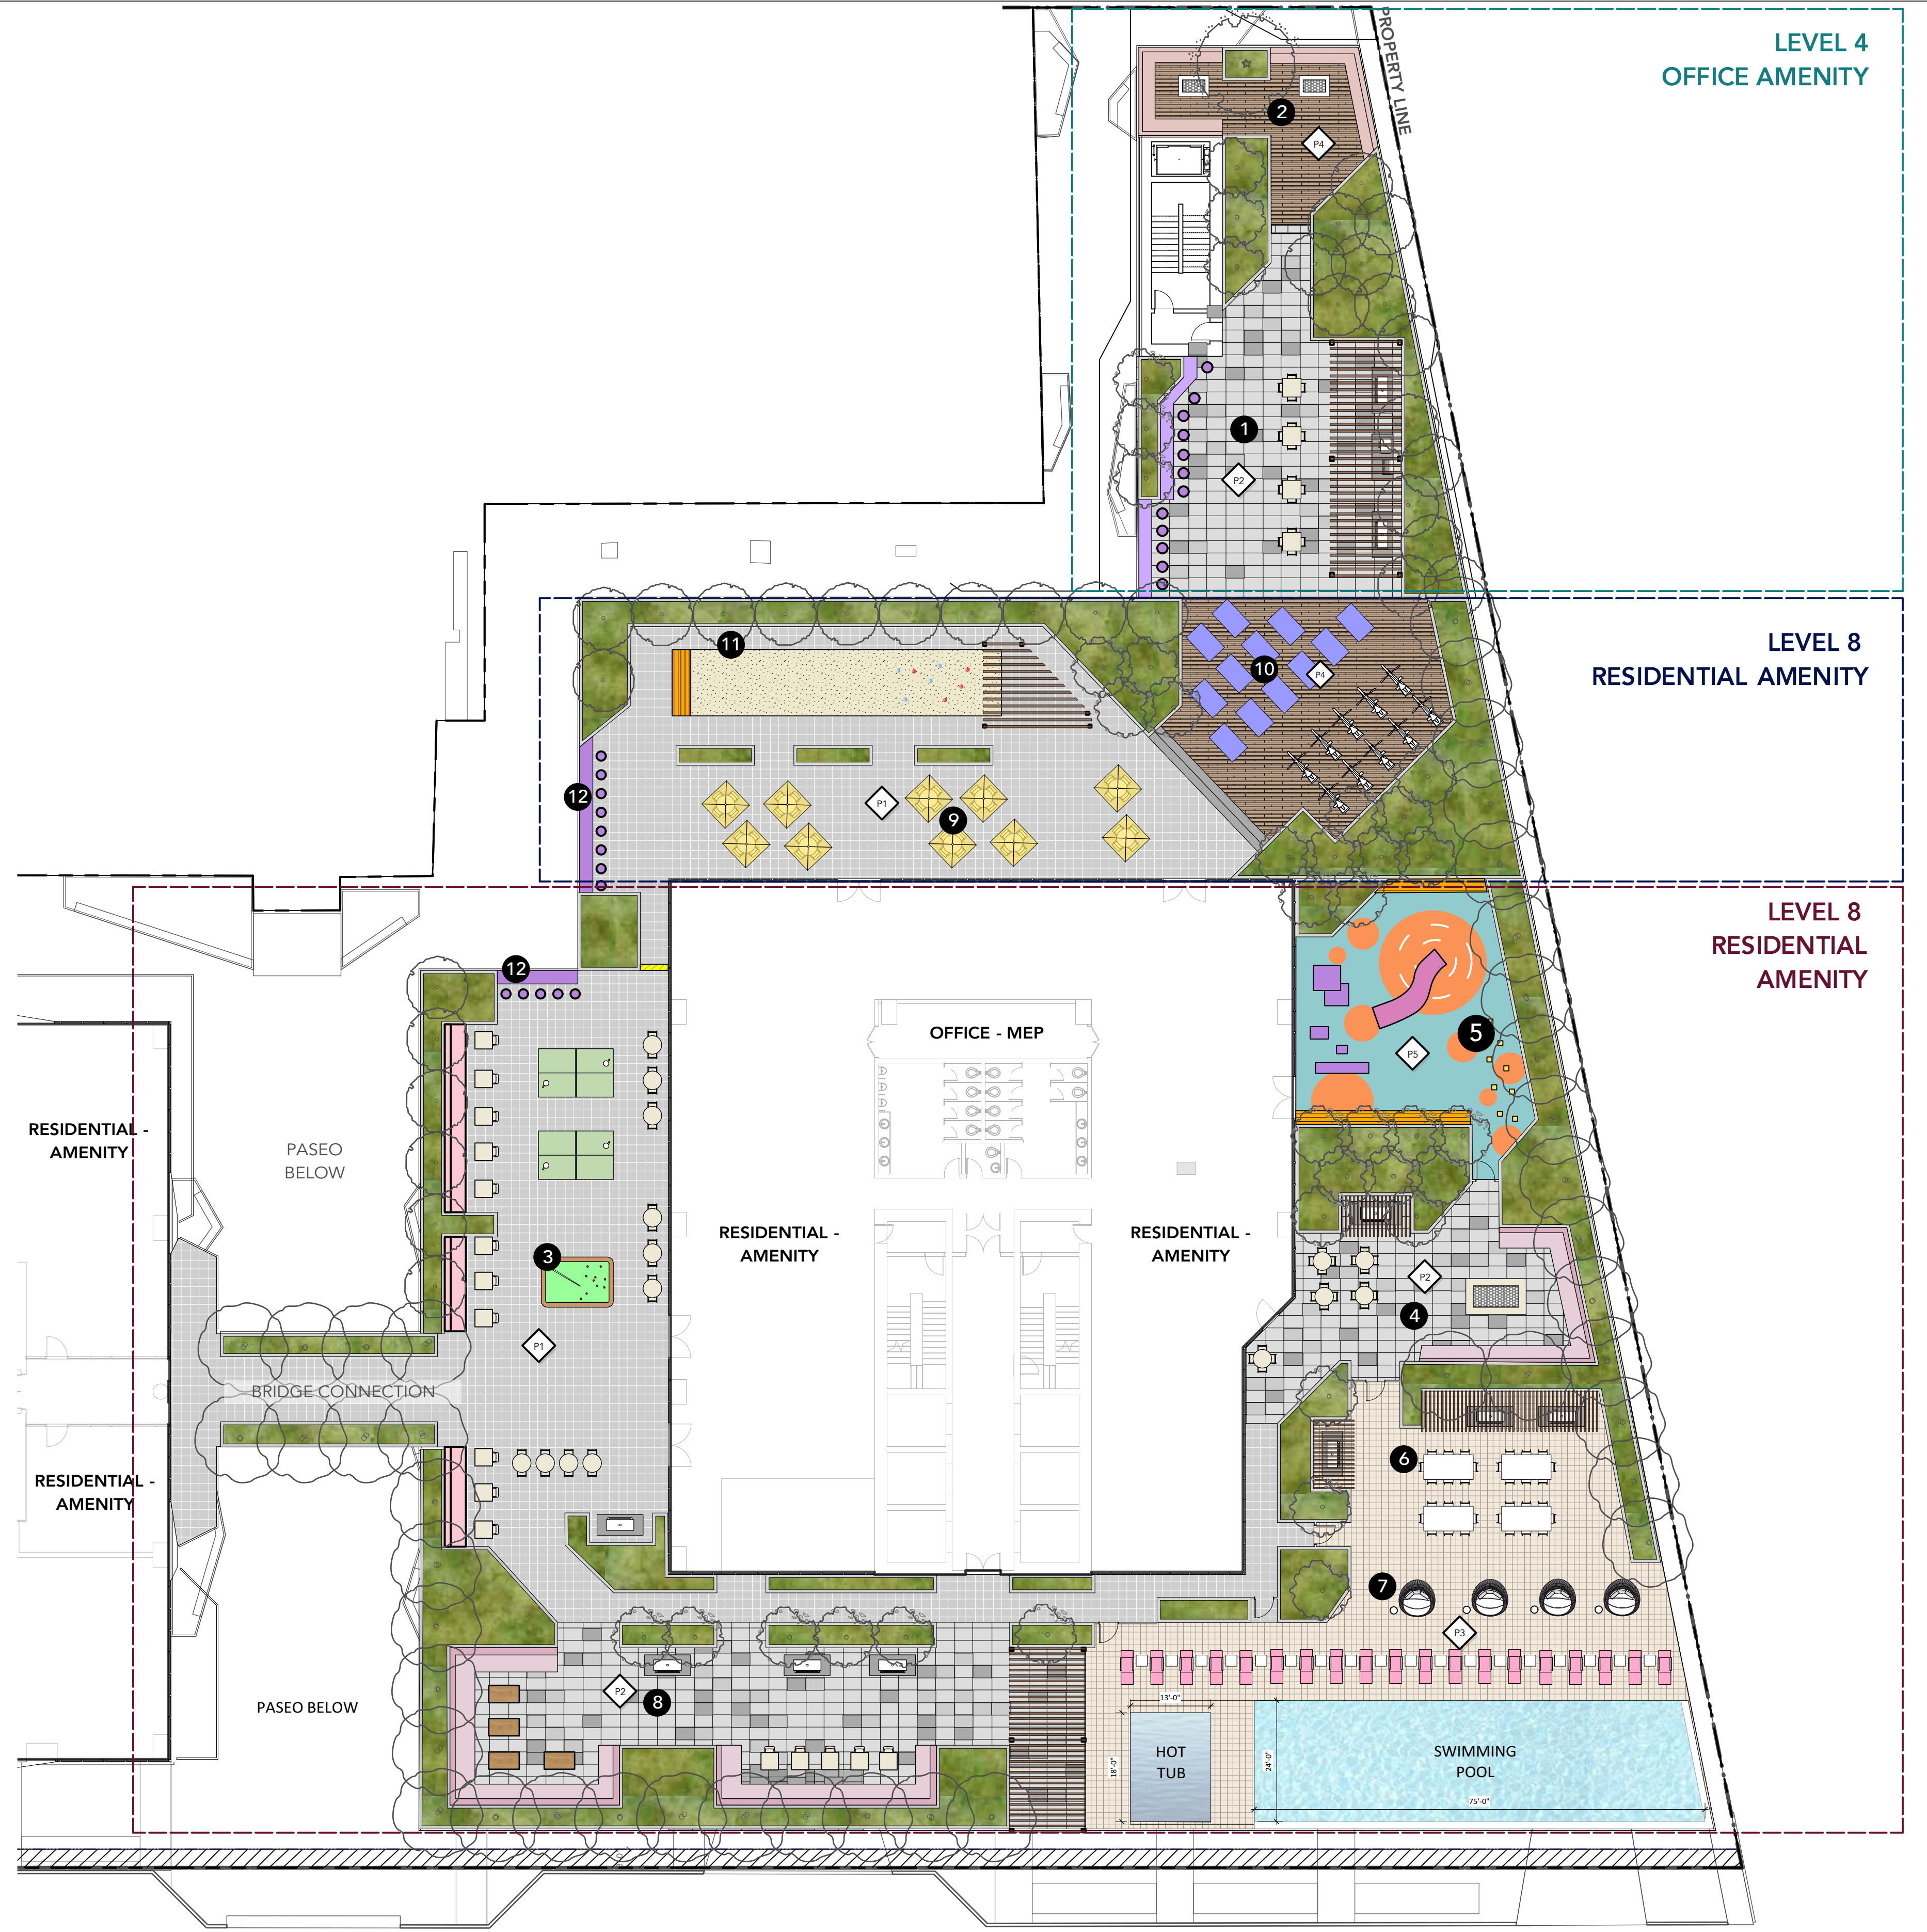 LEVEL 4
OFFICE AMENITY
PROPERTY LINE
2
P4
1
P2
LEVEL 8
RESIDENTIAL AMENITY
11
10
P4
12
P1
9
LEVEL 8
RESIDENTIAL
AMENITY
12
OFFICE - MEP
5
P5
RESIDENTIAL -
AMENITY
PASEO
BELOW
RESIDENTIAL -
AMENITY
RESIDENTIAL -
AMENITY
3
P2
4
P1
BRIDGE CONNECTION
RESIDENTIAL -
AMENITY
6
7
P3
PASEO BELOW
P2
8
13'-0"
18'-0"
HOT
TUB
24'-0"
SWIMMING
POOL
75'-0"